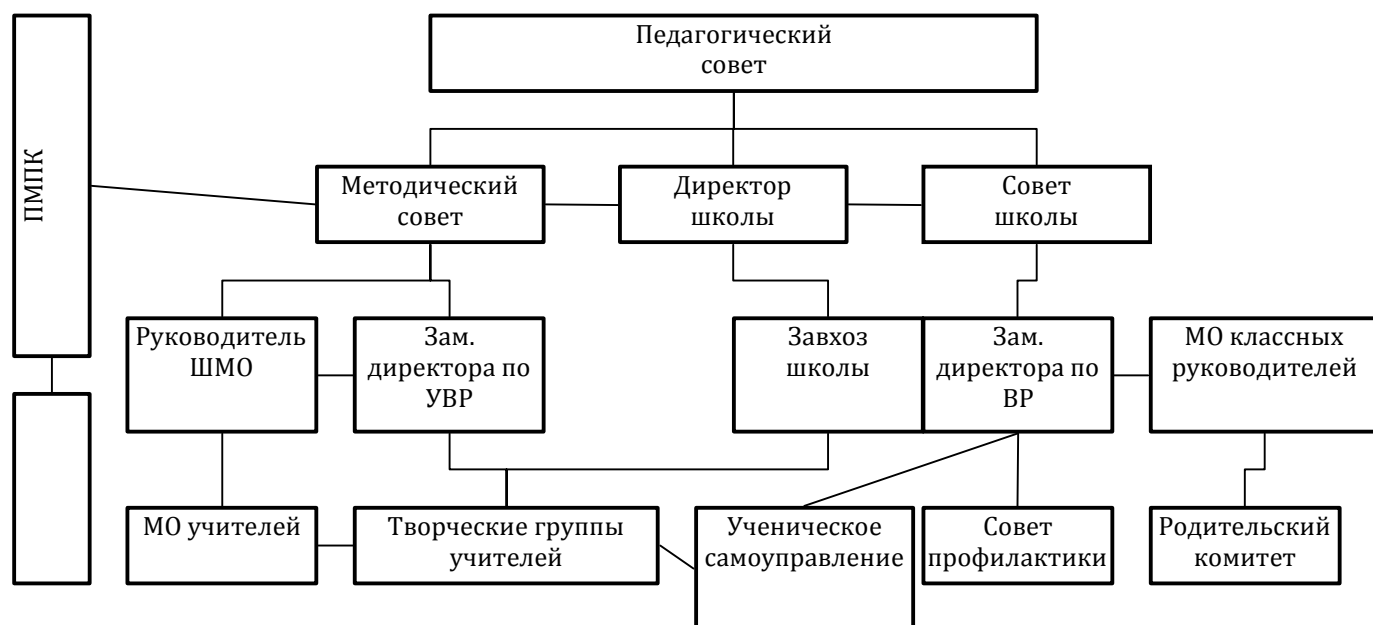 Педагогический
совет
ПМПК
Методический
совет
Директор
школы
Совет
школы
Руководитель
ШМО
Зам.
директора по
УВР
Завхоз
школы
Зам.
директора по
ВР
МО классных
руководителей
МО учителей
Творческие группы
учителей
Ученическое
самоуправление
Совет
профилактики
Родительский
комитет